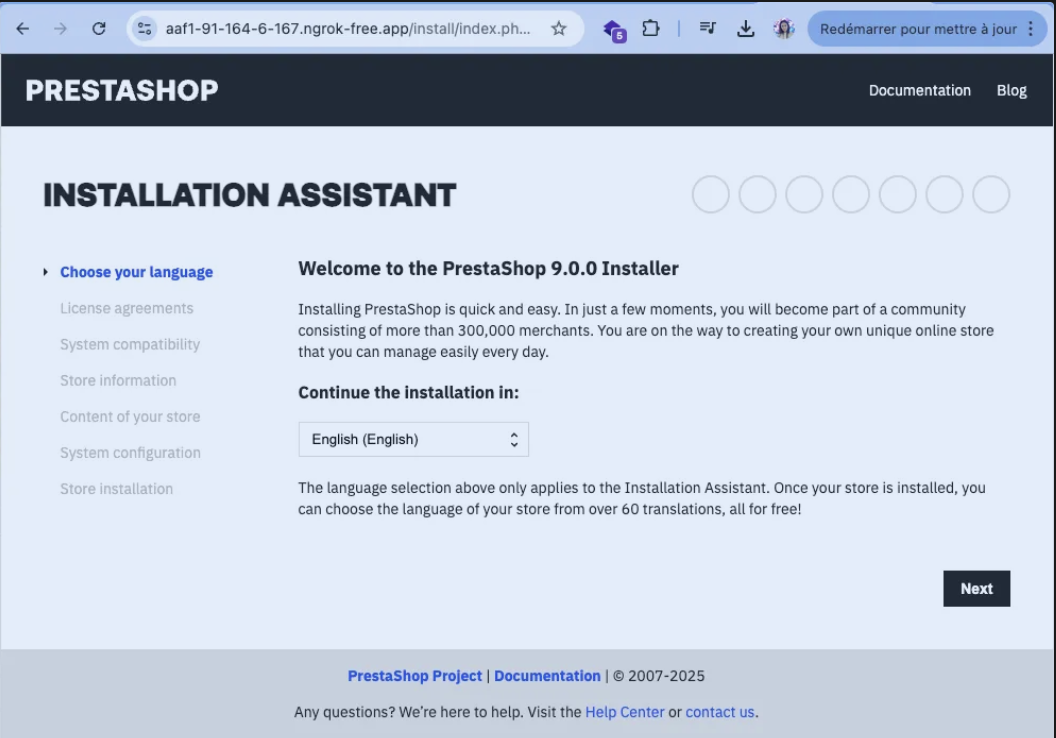 aaf1-91-164-6-167.ngrok-free.app/install/index.ph...
5
Redémarrer pour mettre à jour
PRESTASHOP
Documentation
Blog
INSTALLATION ASSISTANT
Choose your language
License agreements
System compatibility
Store information
Content of your store
System configuration
Store installation
Welcome to the PrestaShop 9.0.0 Installer
Installing PrestaShop is quick and easy. In just a few moments, you will become part of a community
consisting of more than 300,000 merchants. You are on the way to creating your own unique online store
that you can manage easily every day.
Continue the installation in:
English (English)
The language selection above only applies to the Installation Assistant. Once your store is installed, you
can choose the language of your store from over 60 translations, all for free!
Next
PrestaShop Project | Documentation | © 2007-2025
Any questions? We're here to help. Visit the Help Center or contact us.